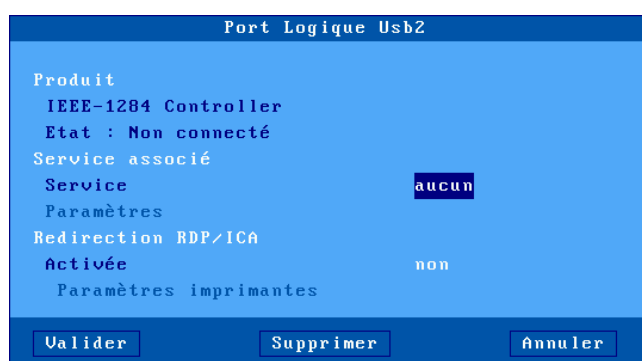 Port Logique Usb2
Produit
IEEE-1284 Controller
Etat : Non connecté
Service associé
Service aucun
Paramètres
Redirection RDP/ICA
Activée non
Paramètres imprimantes
Valider Supprimer Annuler